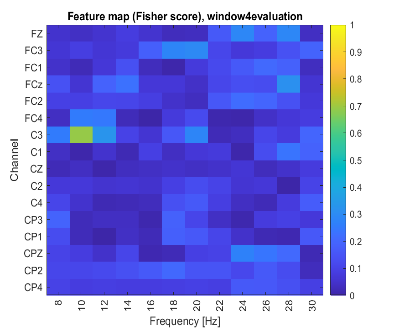 Feature map (Fisher score), window4evaluation
Channel
FZ
FC3
FC1
FCz
FC2
FC4
C3
C1
CZ
C2
C4
CP3
CP1
CPZ
CP2
CP4
8 10 12 14 16 18 20 22 24 26 28 30
Frequency [Hz]
1
0.9
0.8
0.7
0.6
0.5
0.4
0.3
0.2
0.1
0